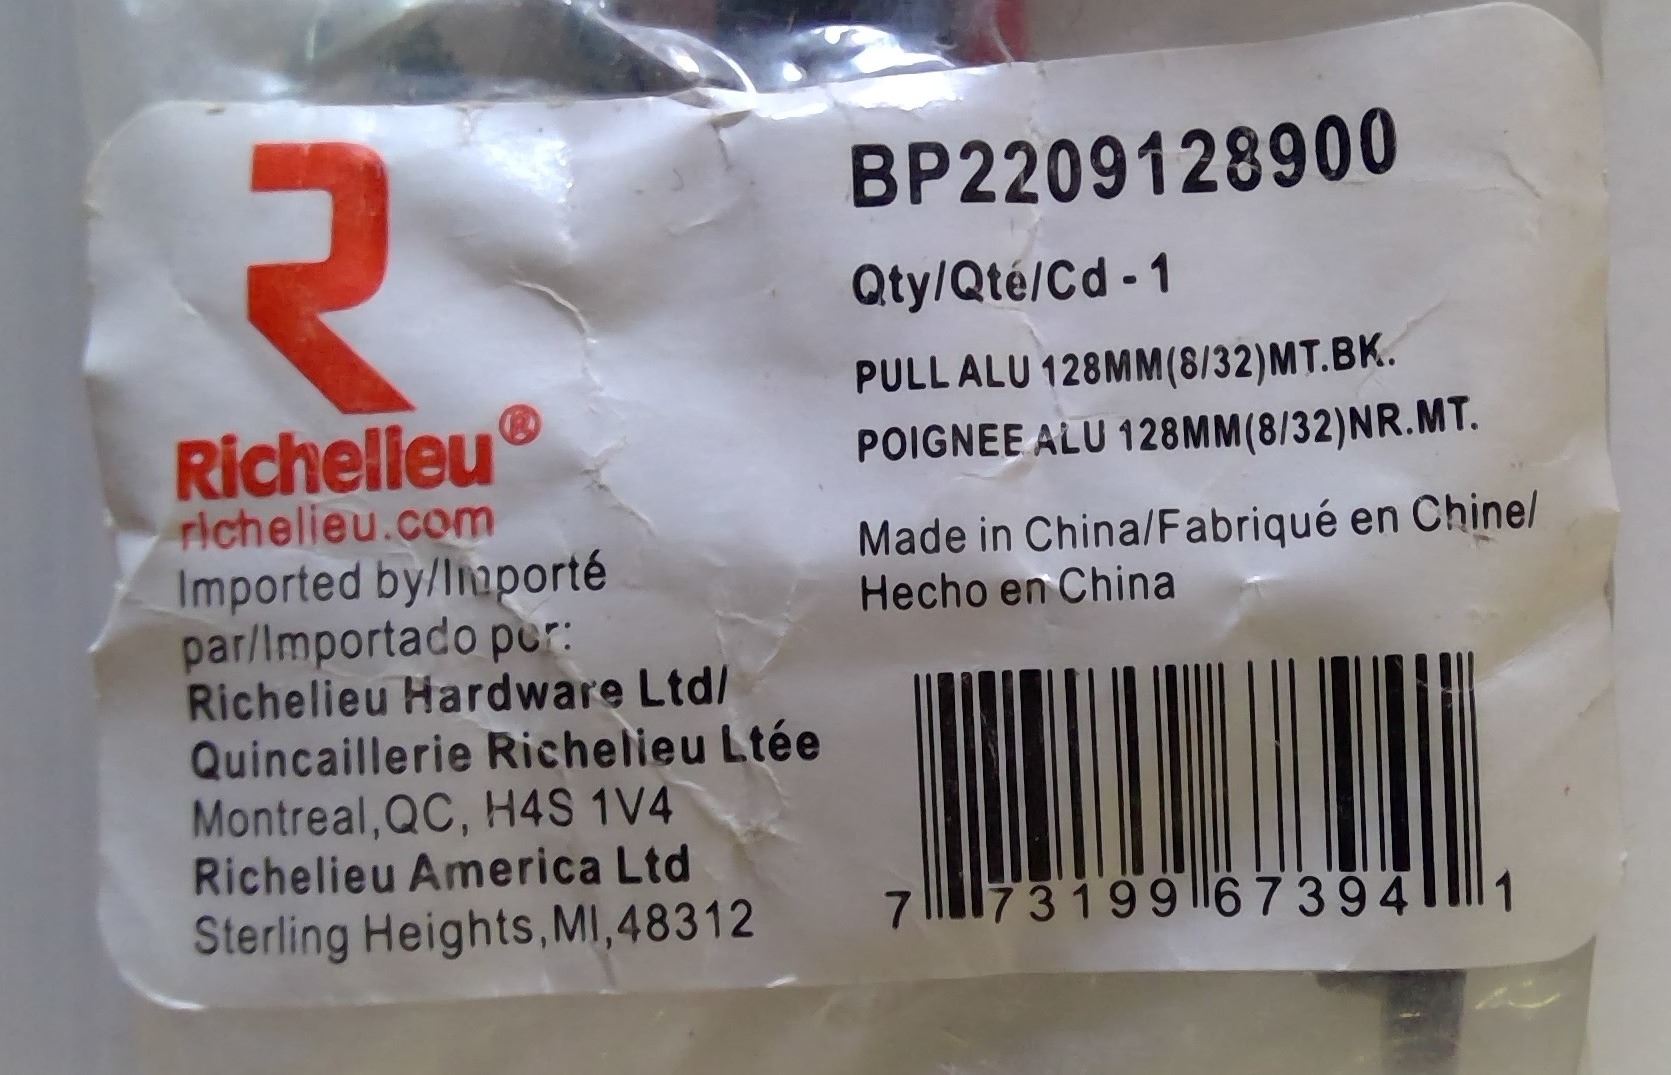 Richelieu®
richelieu.com
Imported by/Importé
par/Importado por:
Richelieu Hardware Ltd/
Quincaillerie Richelieu Ltée
Montreal,QC, H4S 1V4
Richelieu America Ltd
Sterling Heights,MI,48312
BP2209128900
Qty/Qté/Cd - 1
PULL ALU 128MM(8/32)MT.BK.
POIGNEE ALU 128MM(8/32)NR.MT.
Made in China/Fabriqué en Chine/
Hecho en China
7 73199 67394 1